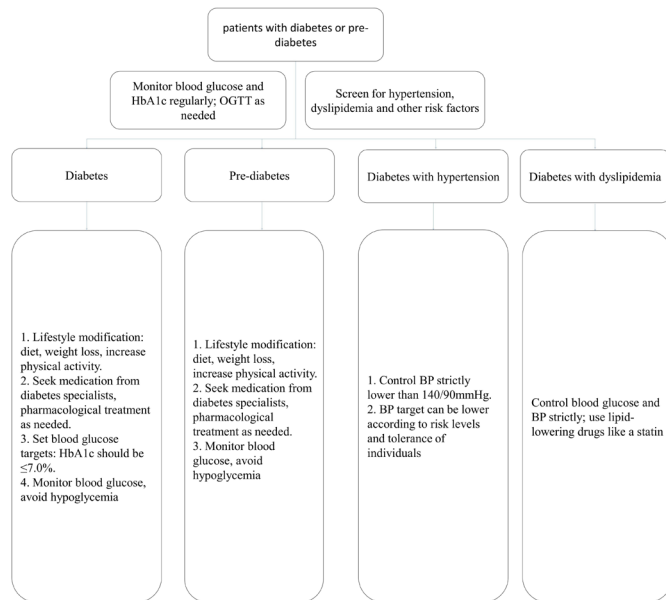 patients with diabetes or pre-
diabetes
Monitor blood glucose and
HbA1c regularly; OGTT as
needed
Screen for hypertension,
dyslipidemia and other risk
factors
Diabetes
Pre-diabetes
Diabetes with hypertension
Diabetes with dyslipidemia
1. Lifestyle modification:
diet, weight loss, increase
physical activity.
2. Seek medication from
diabetes specialists,
pharmacological treatment
as needed.
3. Set blood glucose
targets: HbA1c should be
≤7.0%.
4. Monitor blood glucose,
avoid hypoglycemia
1. Lifestyle modification:
diet, weight loss,
increase physical activity.
2. Seek medication from
diabetes specialists,
pharmacological
treatment as needed.
3. Monitor blood
glucose, avoid
hypoglycemia
1. Control BP strictly
lower than 140/90mmHg.
2. BP target can be lower
according to risk levels
and tolerance of
individuals
Control blood glucose and
BP strictly; use lipid-
lowering drugs like a statin